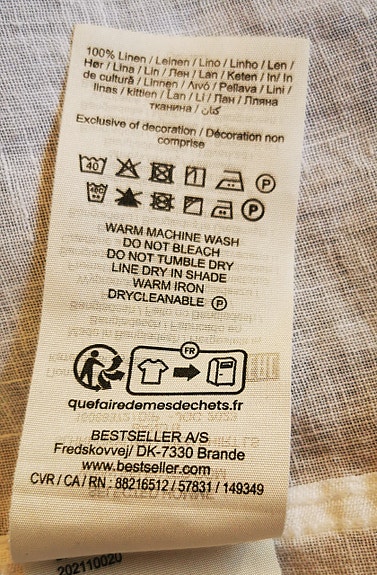 100% Linen / Leinen / Lino / Linho / Len /
Hør / Lina / Lin / Лен / Lan / Keten / In/ In
de cultură / Linnen / Λινό / Pellava / Lini /
linas / kitlien / Lan / Li / Лан / Лляна
тканина / كتان
Exclusive of decoration / Décoration non
comprise
40
P
P
WARM MACHINE WASH
DO NOT BLEACH
DO NOT TUMBLE DRY
LINE DRY IN SHADE
WARM IRON
DRYCLEANABLE P
FR
quefairedemesdechets.fr
BESTSELLER A/S
Fredskovvej/ DK-7330 Brande
www.bestseller.com
CVR / CA / RN : 88216512 / 57831 / 149349
202110020